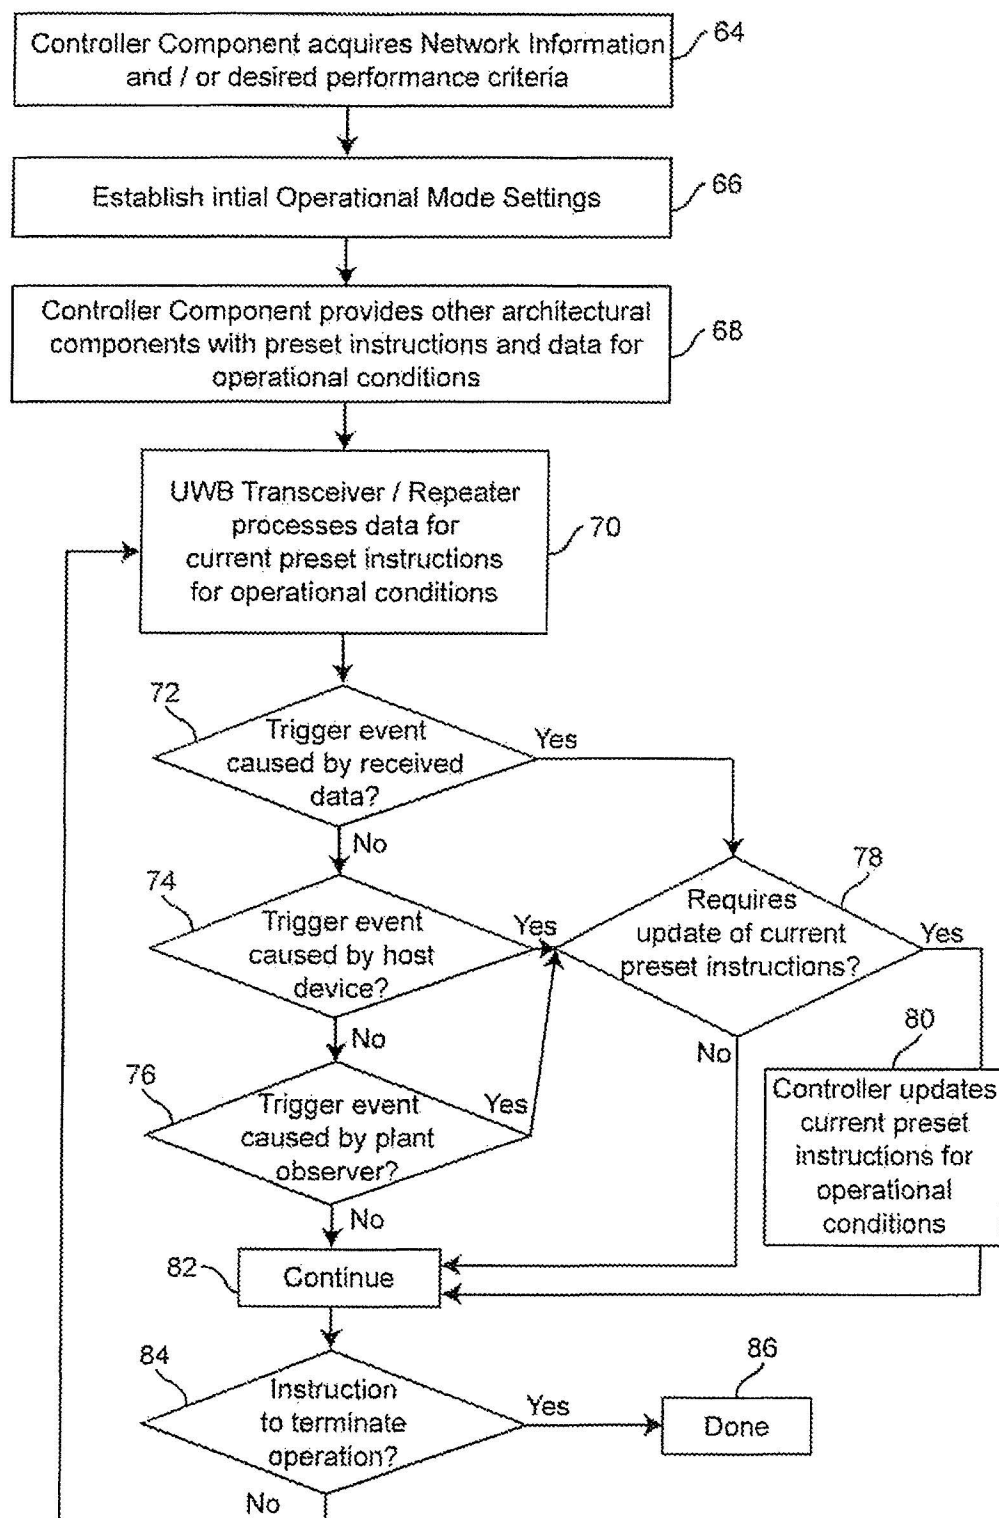 Controller Component acquires Network Information
and / or desired performance criteria
64
Establish intial Operational Mode Settings
66
Controller Component provides other architectural
components with preset instructions and data for
operational conditions
68
UWB Transceiver / Repeater
processes data for
current preset instructions
for operational conditions
70
72
Trigger event
caused by received
data?
Yes
No
74
Trigger event
caused by host
device?
Yes
No
78
Requires
update of current
preset instructions?
Yes
No
76
Trigger event
caused by plant
observer?
Yes
No
80
Controller updates
current preset
instructions for
operational
conditions
82
Continue
84
Instruction
to terminate
operation?
Yes
No
86
Done